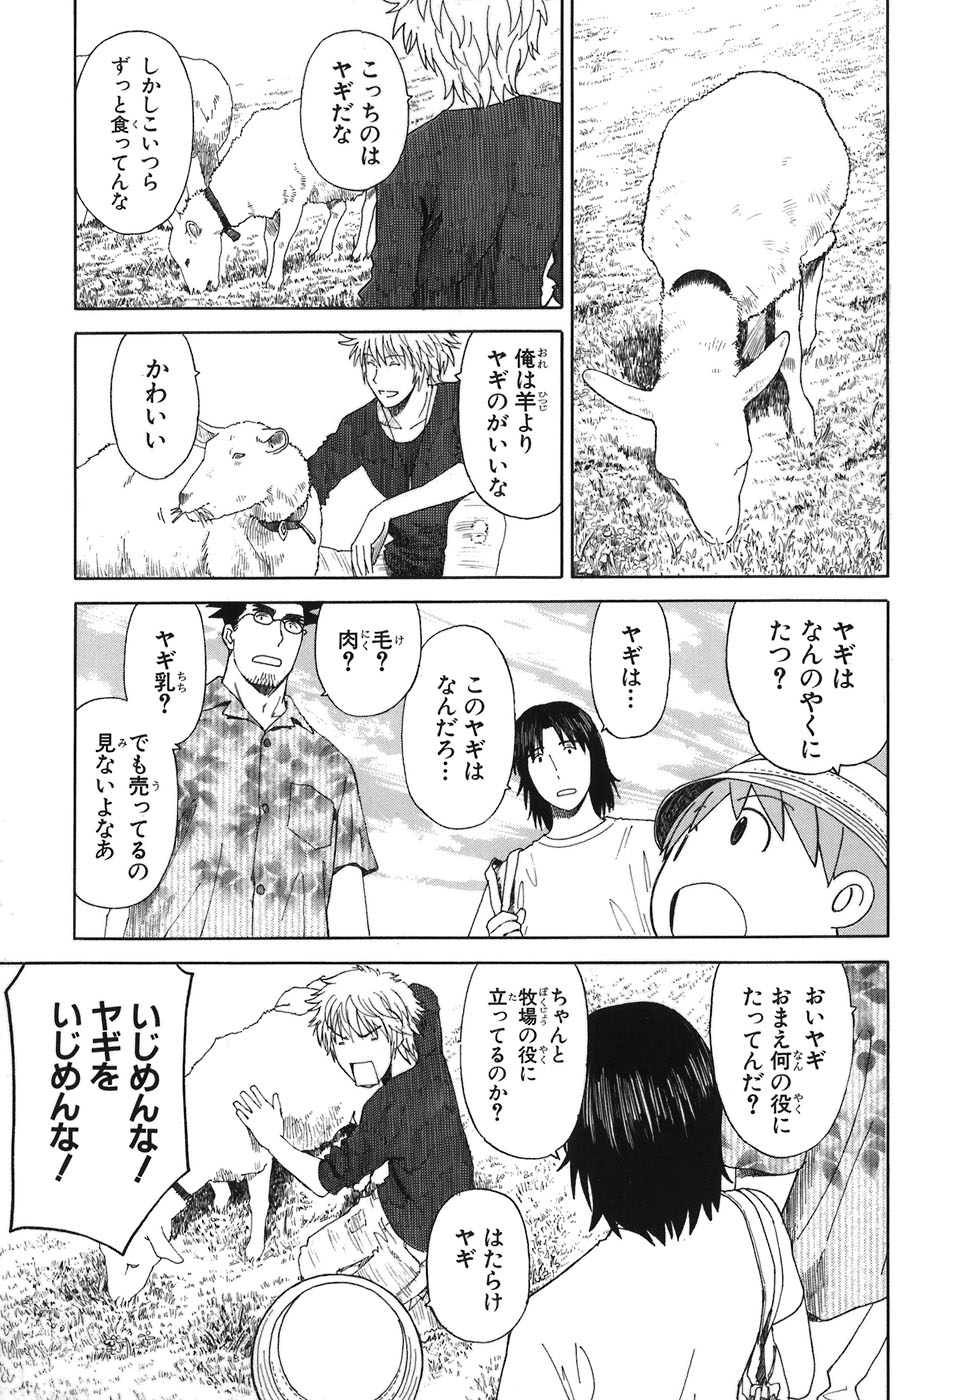 こっちのは
ヤギだな
しかしこいつら
ずっと食ってんな
俺は羊より
ヤギのがいいな
かわいい
ヤギは
なんのやくに
たつ？
ヤギは…
このヤギは
なんだろ…
毛？
肉？
ヤギ乳？
でも売ってるの
見ないよなあ
おいヤギ
おまえ何の役に
たってんだ？
ちゃんと
牧場の役に
立ってるのか？
はたらけ
ヤギ
いじめんな！
ヤギを
いじめんな！